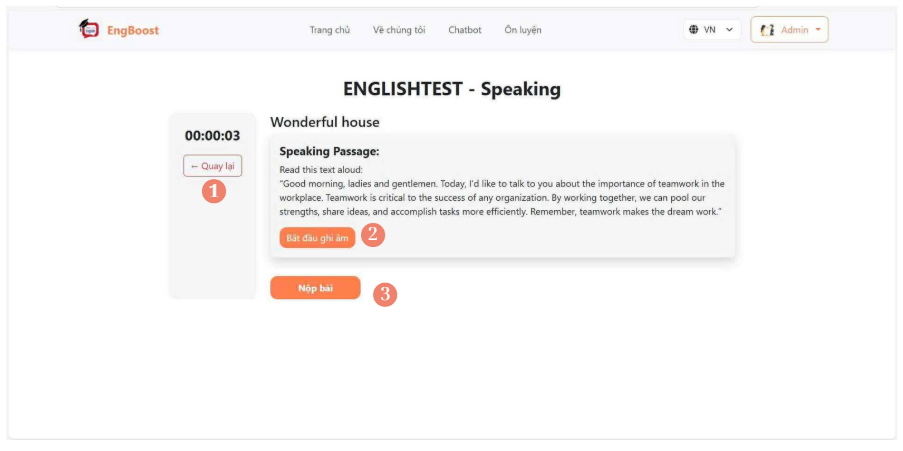 EngBoost
Trang chủ Về chúng tôi Chatbot Ôn luyện
VN
Admin
ENGLISHTEST - Speaking
00:00:03
← Quay lại
1
Wonderful house
Speaking Passage:
Read this text aloud:
"Good morning, ladies and gentlemen. Today, I'd like to talk to you about the importance of teamwork in the
workplace. Teamwork is critical to the success of any organization. By working together, we can pool our
strengths, share ideas, and accomplish tasks more efficiently. Remember, teamwork makes the dream work."
Bắt đầu ghi âm
2
Nộp bài
3